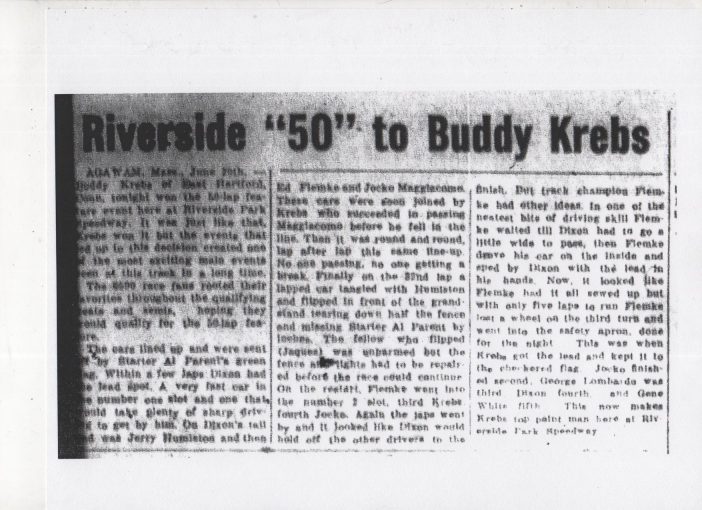 Riverside "50" to Buddy Krebs
AGAWAM, Mass., June 20th, —
Buddy Krebs of East Hartford,
Conn. tonight won the 50-lap fea-
ture event here at Riverside Park
Speedway. It was just like that,
Krebs won it but the events that
led up to this decision created one
of the most exciting main events
seen at this track in a long time.
The race fans rooted their
favorites throughout the qualifying
heats and semis, hoping they
would qualify for the 50-lap fea-
ture.
The cars lined up and were sent
by Starter Al Parent's green
flag. Within a few laps Dixon had
the lead spot. A very fast car in
the number one slot and one that
would take plenty of sharp driv-
ing to get by him. On Dixon's tail
and was Jerry Humiston and then
Ed Flemke and Jocko Maggiacomo.
These cars were soon joined by
Krebs who succeeded in passing
Maggiacomo before he fell in the
line. Then it was round and round,
lap after lap this same line-up.
No one passing, no one getting a
break. Finally on the 32nd lap a
lapped car tangled with Humiston
and flipped in front of the grand-
stand tearing down half the fence
and missing Starter Al Parent by
inches. The fellow who flipped
(Jaques) was unharmed but the
fence and lights had to be repair-
ed before the race could continue
On the restart, Flemke went into
the number 2 slot, third Krebs,
fourth Jocko. Again the laps went
by and it looked like Dixon would
hold off the other drivers to the
finish. But track champion Flem-
ke had other ideas. In one of the
neatest bits of driving skill Flem-
ke waited till Dixon had to go a
little wide to pass, then Flemke
drove his car on the inside and
sped by Dixon with the lead in
his hands. Now, it looked like
Flemke had it all sewed up but
with only five laps to run Flemke
lost a wheel on the third turn and
went into the safety apron, done
for the night This was when
Krebs got the lead and kept it to
the checkered flag. Jocko finish-
ed second, George Lombardo was
third, Dixon fourth, and Gene
White fifth This now makes
Krebs top point man here at Riv-
erside Park Speedway